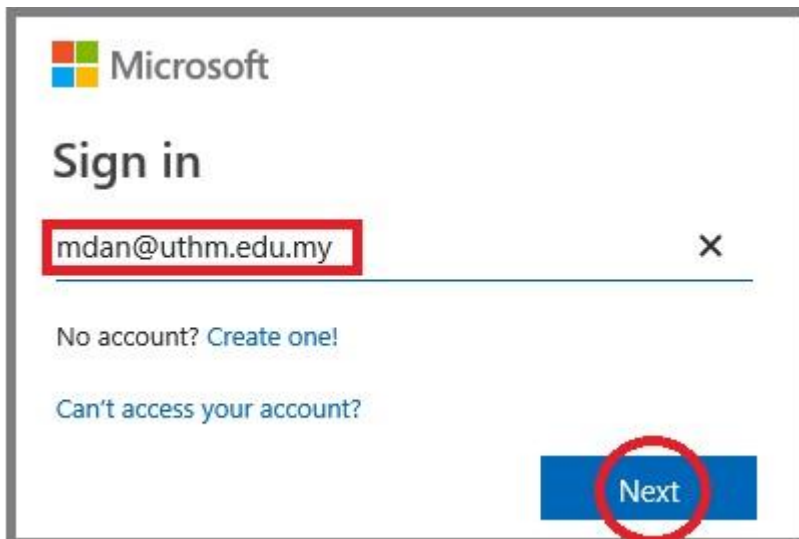 Microsoft
Sign in
mdan@uthm.edu.my
No account? Create one!
Can't access your account?
Next